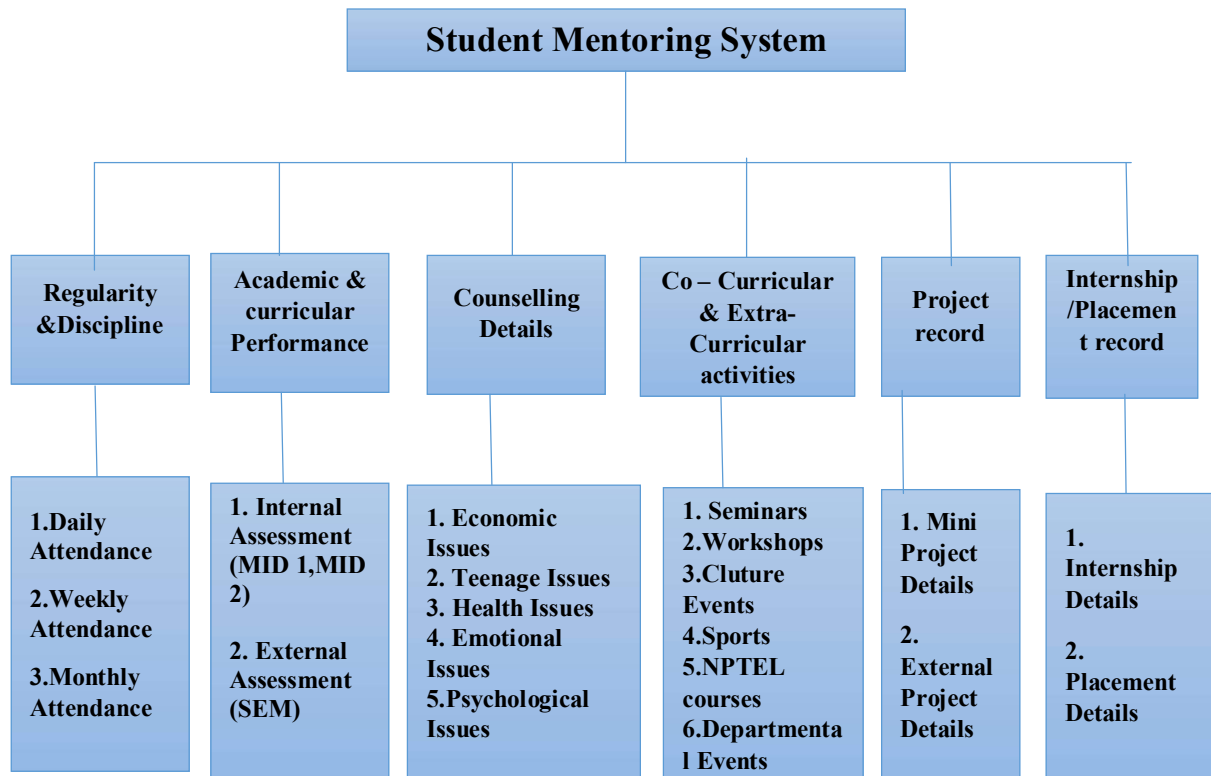 Student Mentoring System
Regularity
&Discipline
Academic &
curricular
Performance
Counselling
Details
Co – Curricular
& Extra-
Curricular
activities
Project
record
Internship
/Placemen
t record
1.Daily
Attendance
2.Weekly
Attendance
3.Monthly
Attendance
1. Internal
Assessment
(MID 1,MID
2)
2. External
Assessment
(SEM)
1. Economic
Issues
2. Teenage Issues
3. Health Issues
4. Emotional
Issues
5.Psychological
Issues
1. Seminars
2.Workshops
3.Cluture
Events
4.Sports
5.NPTEL
courses
6.Departmenta
l Events
1. Mini
Project
Details
2.
External
Project
Details
1.
Internship
Details
2.
Placement
Details